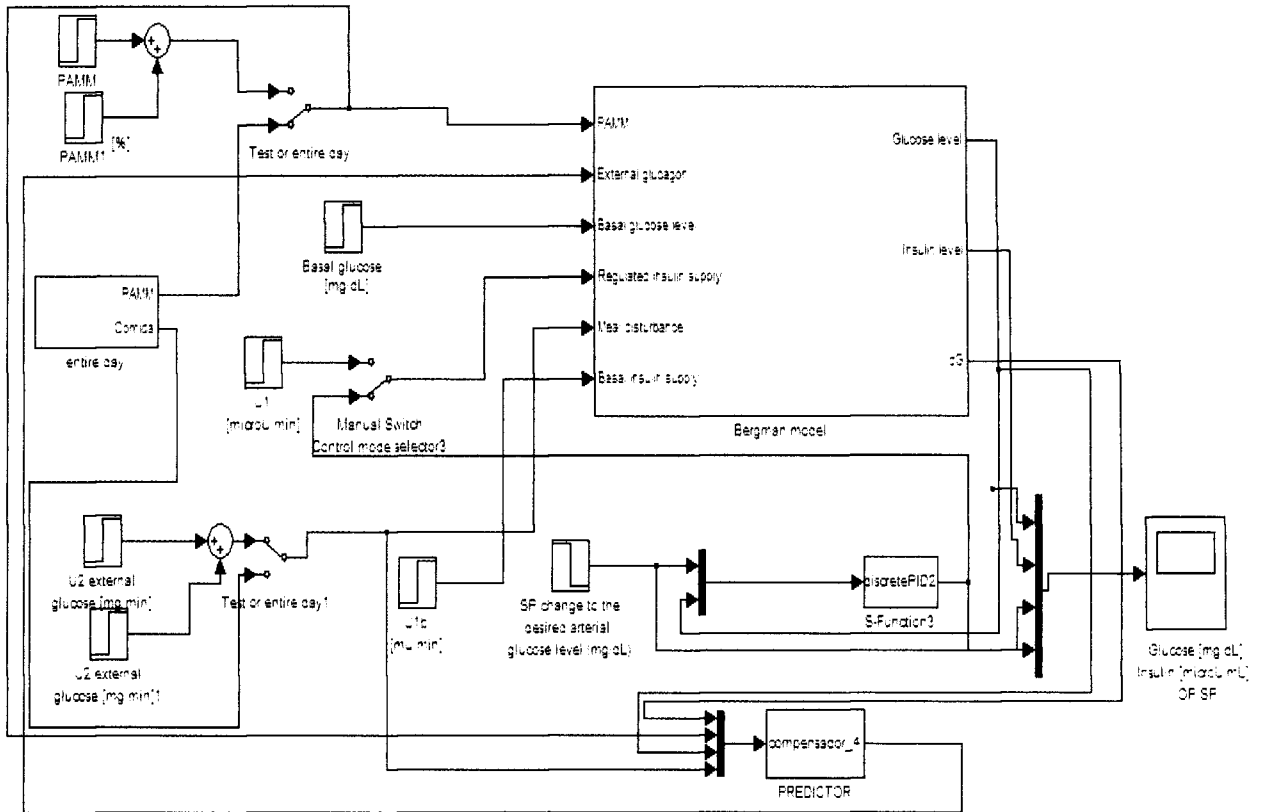 PAMM
PAMM1 [%]
Test or entire day
PAMM
External glucagon
Basal glucose level
Regulated insulin supply
Meal disturbance
Basal insulin supply
Glucose level
Insulin level
dG
Bergman model
Basal glucose
[mg dL]
PAMM
Comida
entire day
U1
[microU min]
Manual Switch
Control mode selector3
U2 external
glucose [mg min]
Test or entire day1
U2 external
glucose [mg min]1
U1b
[mU min]
SP change to the
desired arterial
glucose level (mg dL)
discretePID2
S-Function3
Glucose [mg dL]
Insulin [microU mL]
OP SP
compensador_4
PREDICTOR